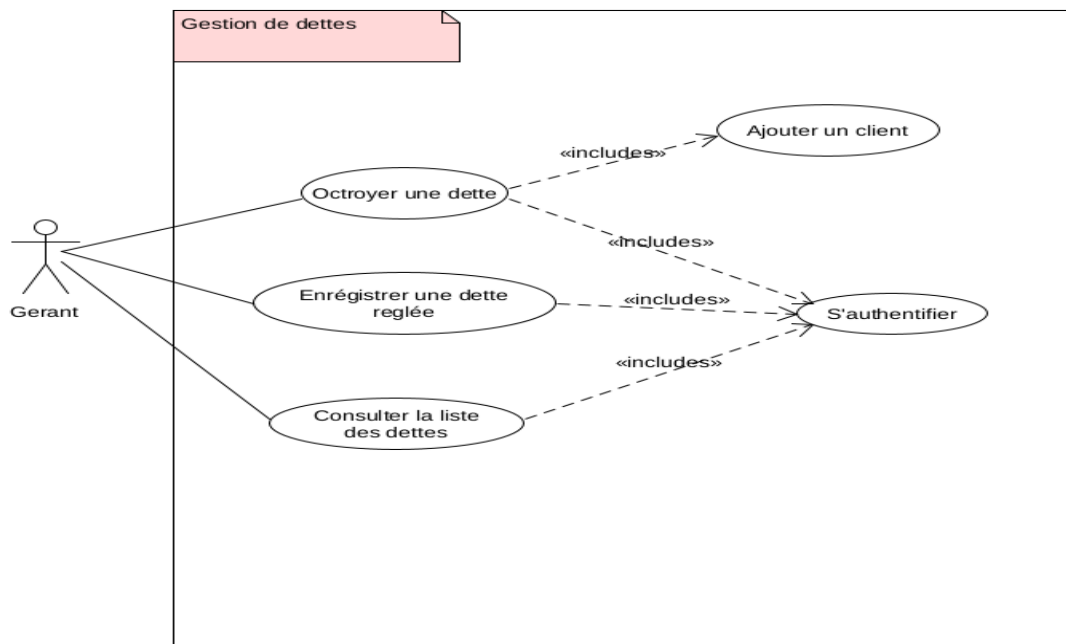 Gestion de dettes
Ajouter un client
«includes»
Octroyer une dette
«includes»
Enrégistrer une dette
reglée
«includes»
S'authentifier
Gerant
«includes»
Consulter la liste
des dettes